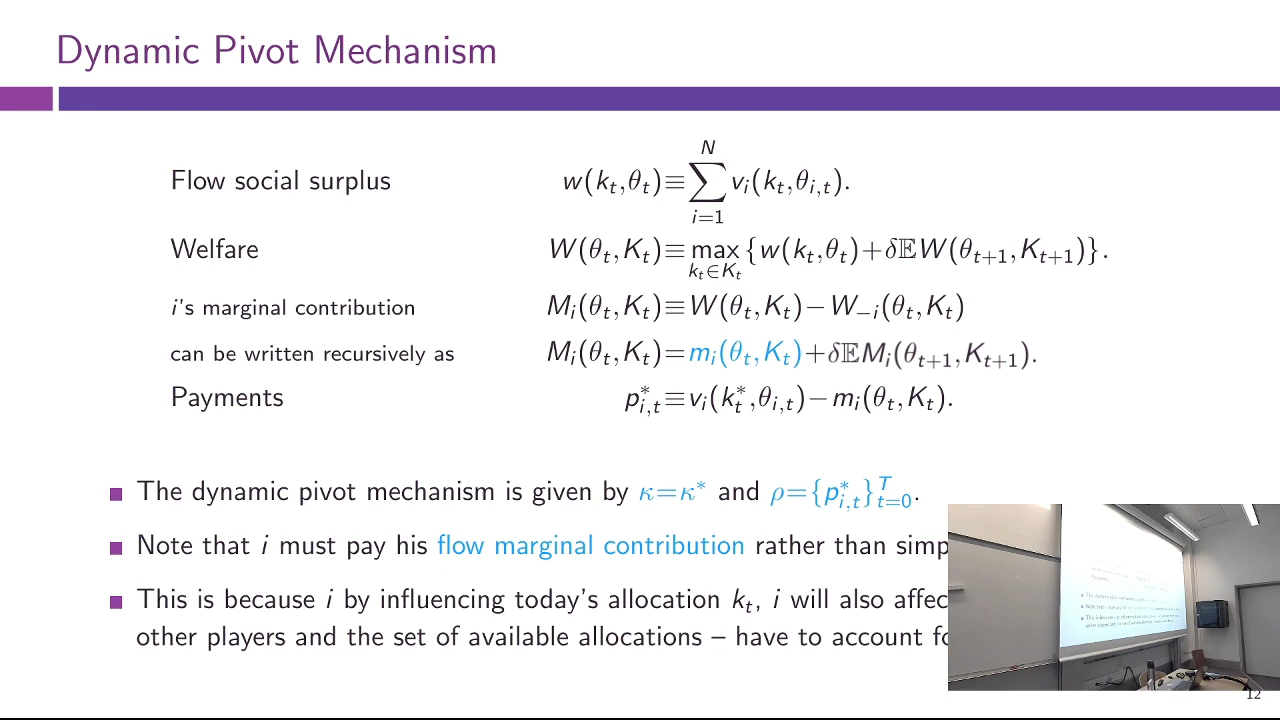 Dynamic Pivot Mechanism
Flow social surplus w(k_t,θ_t)≡∑_{i=1}^{N} v_i(k_t,θ_{i,t}).
Welfare W(θ_t,K_t)≡max_{k_t∈K_t}{w(k_t,θ_t)+δ𝔼W(θ_{t+1},K_{t+1})}.
i's marginal contribution M_i(θ_t,K_t)≡W(θ_t,K_t)−W_{−i}(θ_t,K_t)
can be written recursively as M_i(θ_t,K_t)=m_i(θ_t,K_t)+δ𝔼M_i(θ_{t+1},K_{t+1}).
Payments p*_{i,t}≡v_i(k*_t,θ_{i,t})−m_i(θ_t,K_t).
■ The dynamic pivot mechanism is given by κ=κ* and ρ={p*_{i,t}}^T_{t=0}.
■ Note that i must pay his flow marginal contribution rather than simp
■ This is because i by influencing today's allocation k_t, i will also affec
other players and the set of available allocations – have to account fo
12